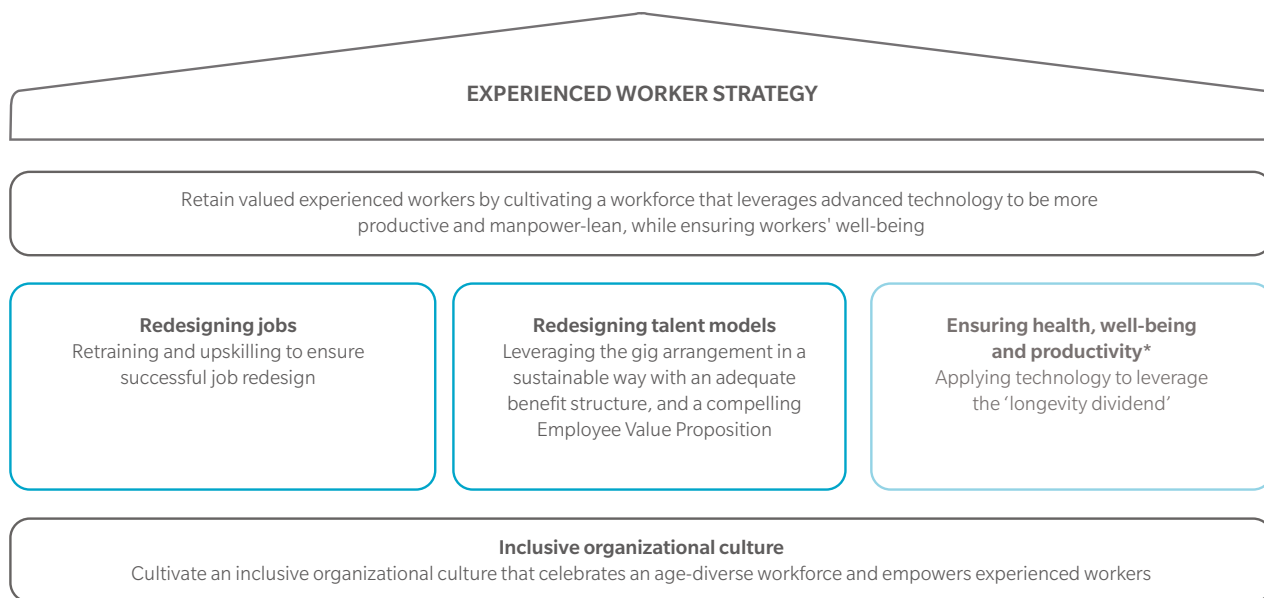 EXPERIENCED WORKER STRATEGY
Retain valued experienced workers by cultivating a workforce that leverages advanced technology to be more
productive and manpower-lean, while ensuring workers' well-being
Redesigning jobs
Retraining and upskilling to ensure
successful job redesign
Redesigning talent models
Leveraging the gig arrangement in a
sustainable way with an adequate
benefit structure, and a compelling
Employee Value Proposition
Ensuring health, well-being
and productivity*
Applying technology to leverage
the ‘longevity dividend’
Inclusive organizational culture
Cultivate an inclusive organizational culture that celebrates an age-diverse workforce and empowers experienced workers